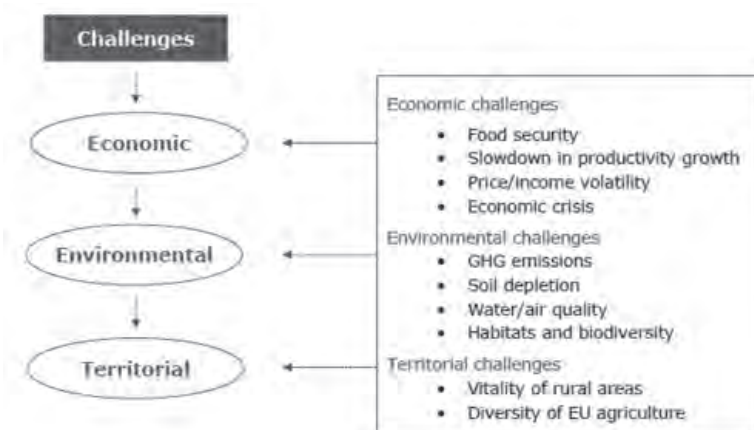 Challenges
Economic
Environmental
Territorial
Economic challenges
• Food security
• Slowdown in productivity growth
• Price/income volatility
• Economic crisis
Environmental challenges
• GHG emissions
• Soil depletion
• Water/air quality
• Habitats and biodiversity
Territorial challenges
• Vitality of rural areas
• Diversity of EU agriculture